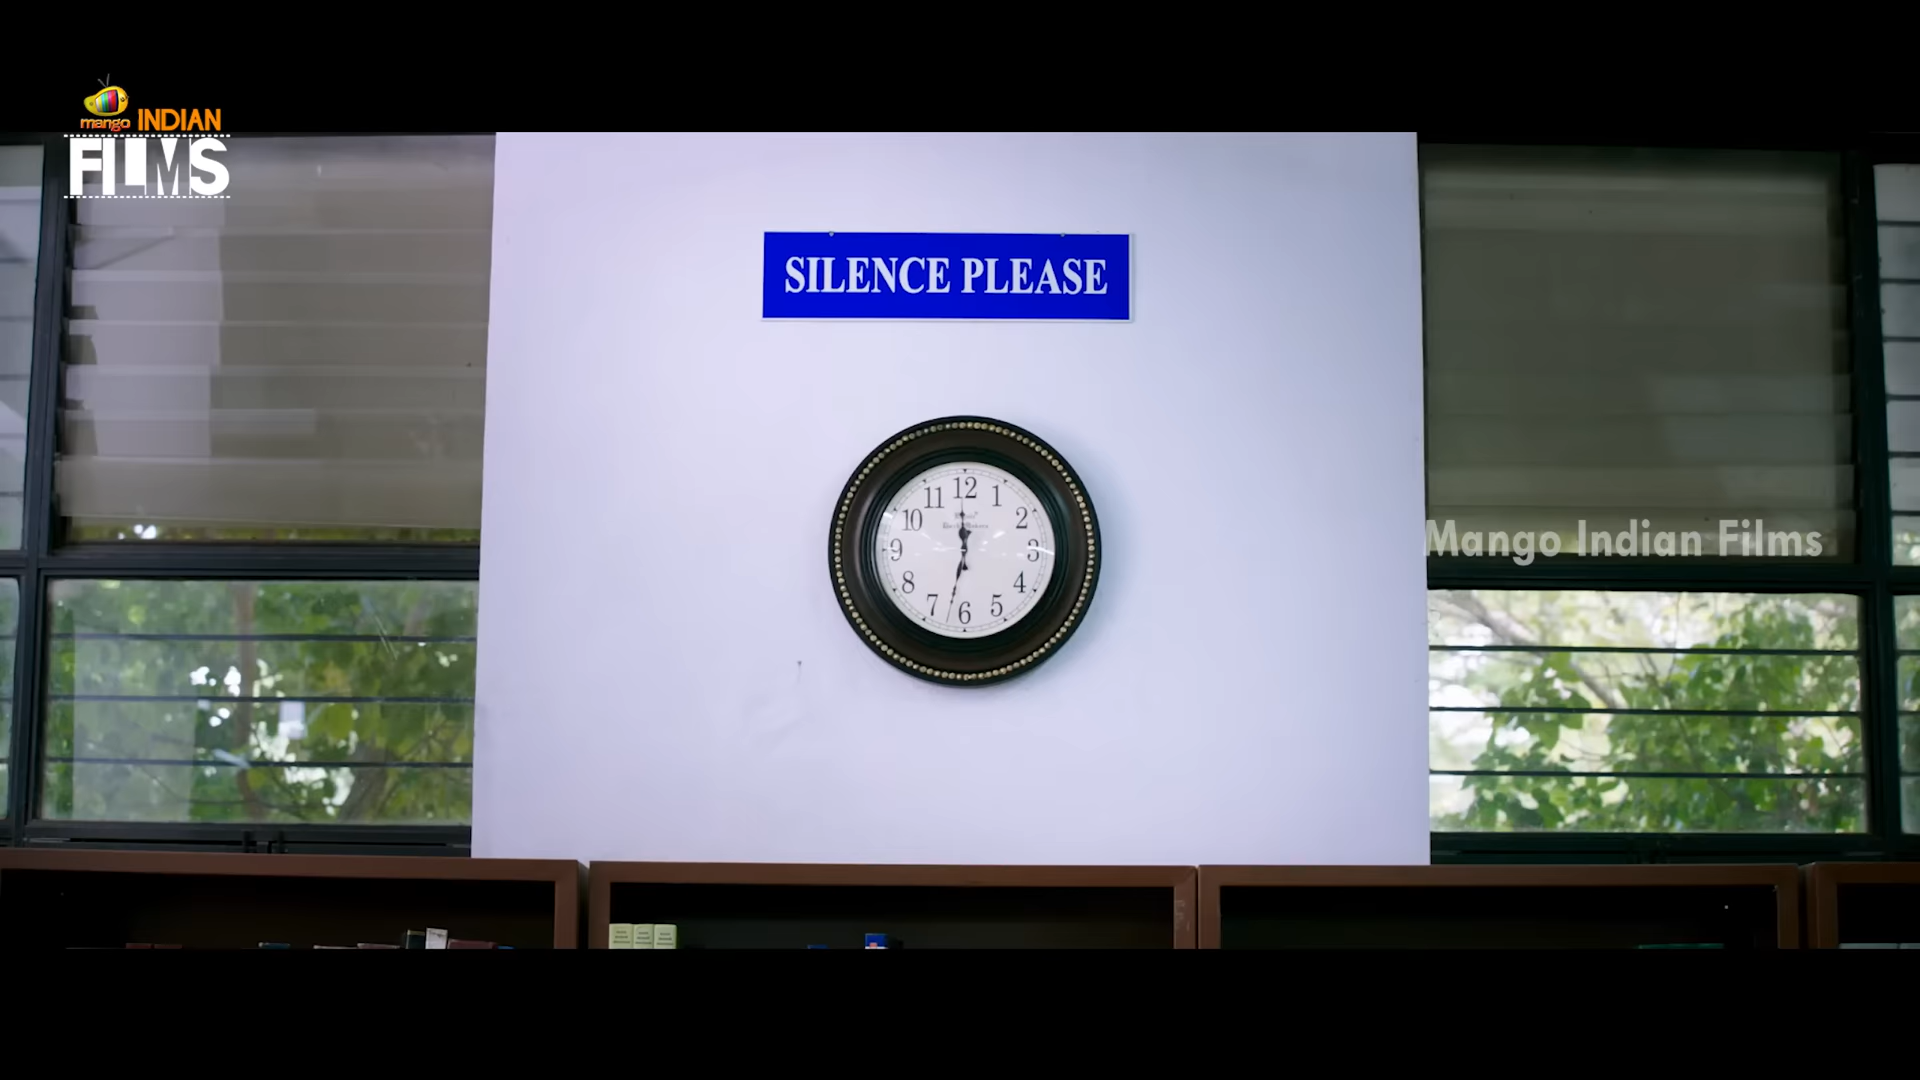 mango INDIAN
FILMS
SILENCE PLEASE
11 12 1
10 2
9 3
8 4
7 6 5
Mango Indian Films